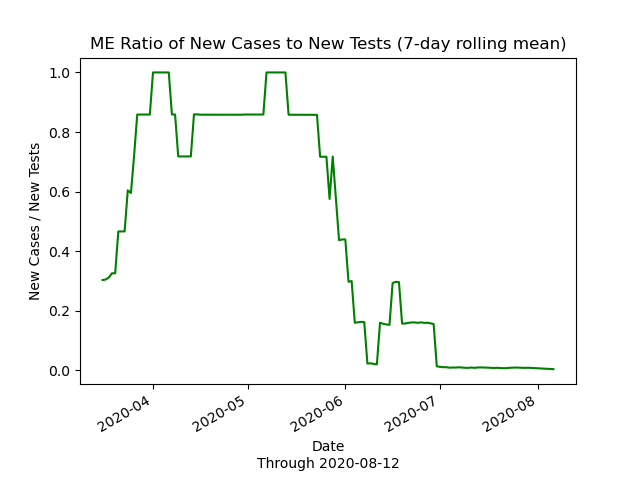 ME Ratio of New Cases to New Tests (7-day rolling mean)
New Cases / New Tests
1.0
0.8
0.6
0.4
0.2
0.0
2020-04
2020-05
2020-06
2020-07
2020-08
Date
Through 2020-08-12